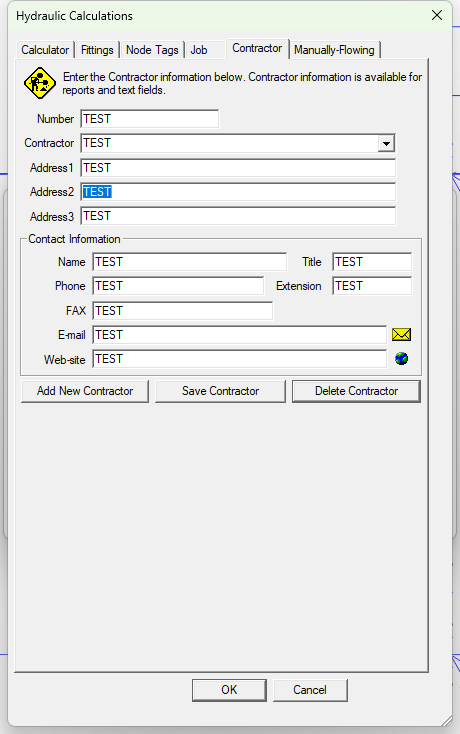 Hydraulic Calculations
Calculator Fittings Node Tags Job Contractor Manually-Flowing
Enter the Contractor information below. Contractor information is available for
reports and text fields.
Number TEST
Contractor TEST
Address1 TEST
Address2 TEST
Address3 TEST
Contact Information
Name TEST Title TEST
Phone TEST Extension TEST
FAX TEST
E-mail TEST
Web-site TEST
Add New Contractor Save Contractor Delete Contractor
OK Cancel